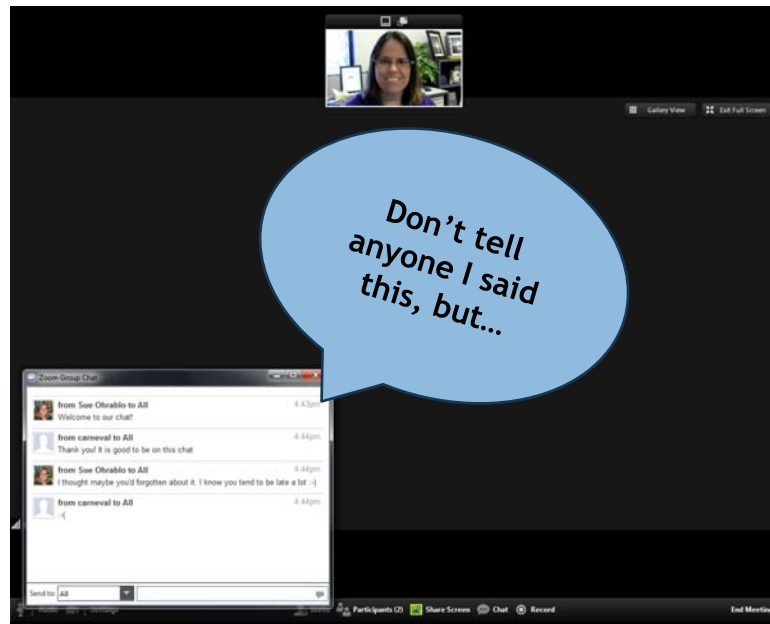 Gallery View
Exit Full Screen
Don't tell
anyone I said
this, but...
Zoom Group Chat
from Sue Ohrablo to All 4:43pm
Welcome to our chat!
from carneval to All 4:44pm
Thank you! It is good to be on this chat
from Sue Ohrablo to All 4:44pm
I thought maybe you'd forgotten about it. I know you tend to be late a lot :-)
from carneval to All 4:44pm
:-(
Send to: All
Audio Settings Participants (2) Share Screen Chat Record End Meeting